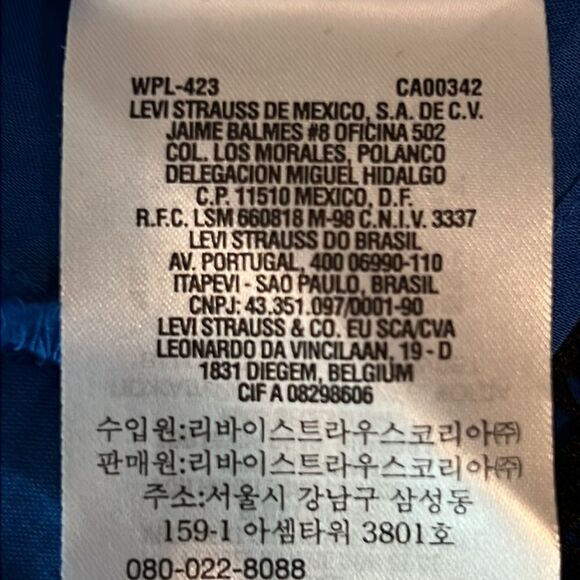 WPL-423 CA00342
LEVI STRAUSS DE MEXICO, S.A. DE C.V.
JAIME BALMES #8 OFICINA 502
COL. LOS MORALES, POLANCO
DELEGACION MIGUEL HIDALGO
C.P. 11510 MEXICO, D.F.
R.F.C. LSM 660818 M-98 C.N.I.V. 3337
LEVI STRAUSS DO BRASIL
AV. PORTUGAL, 400 06990-110
ITAPEVI - SAO PAULO, BRASIL
CNPJ: 43.351.097/0001-90
LEVI STRAUSS & CO. EU SCA/CVA
LEONARDO DA VINCILAAN, 19 - D
1831 DIEGEM, BELGIUM
CIF A 08298606
수입원:리바이스트라우스코리아㈜
판매원:리바이스트라우스코리아㈜
주소:서울시 강남구 삼성동
159-1 아셈타워 3801호
080-022-8088